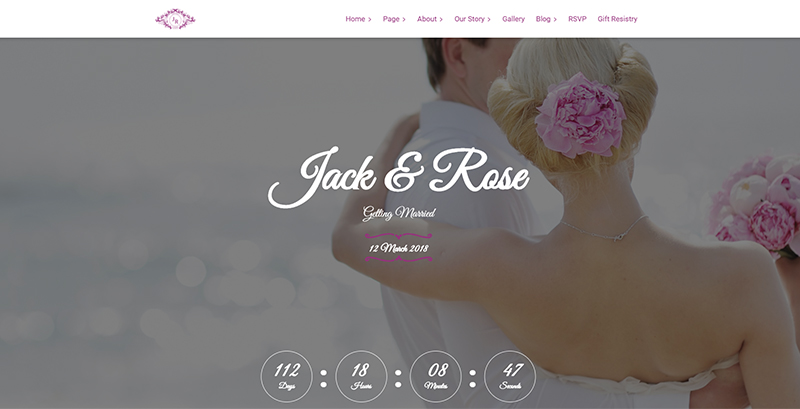 JR
Home > Page > About > Our Story > Gallery Blog > RSVP Gift Resistry
Jack & Rose
Getting Married
12 March 2018
112 : 18 : 08 : 47
Days Hours Minutes Seconds